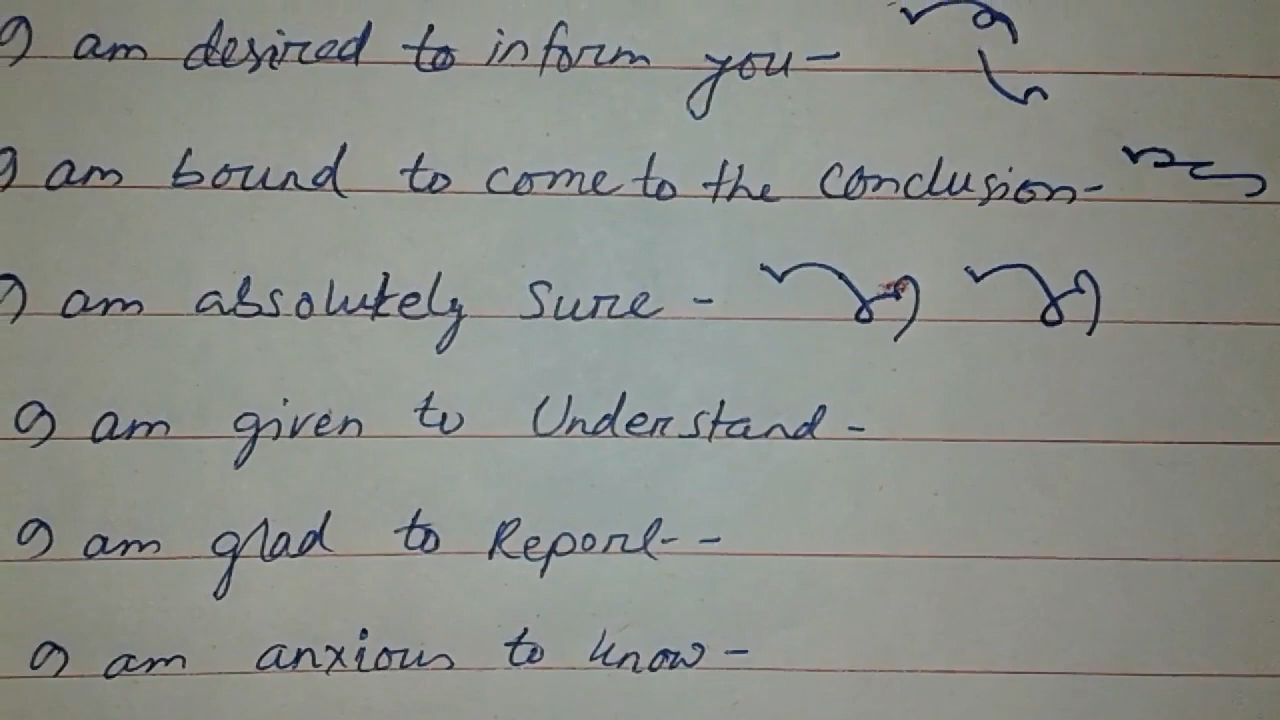 I am desired to inform you -
I am bound to come to the conclusion -
I am absolutely sure -
I am given to Understand -
I am glad to Report --
I am anxious to know -